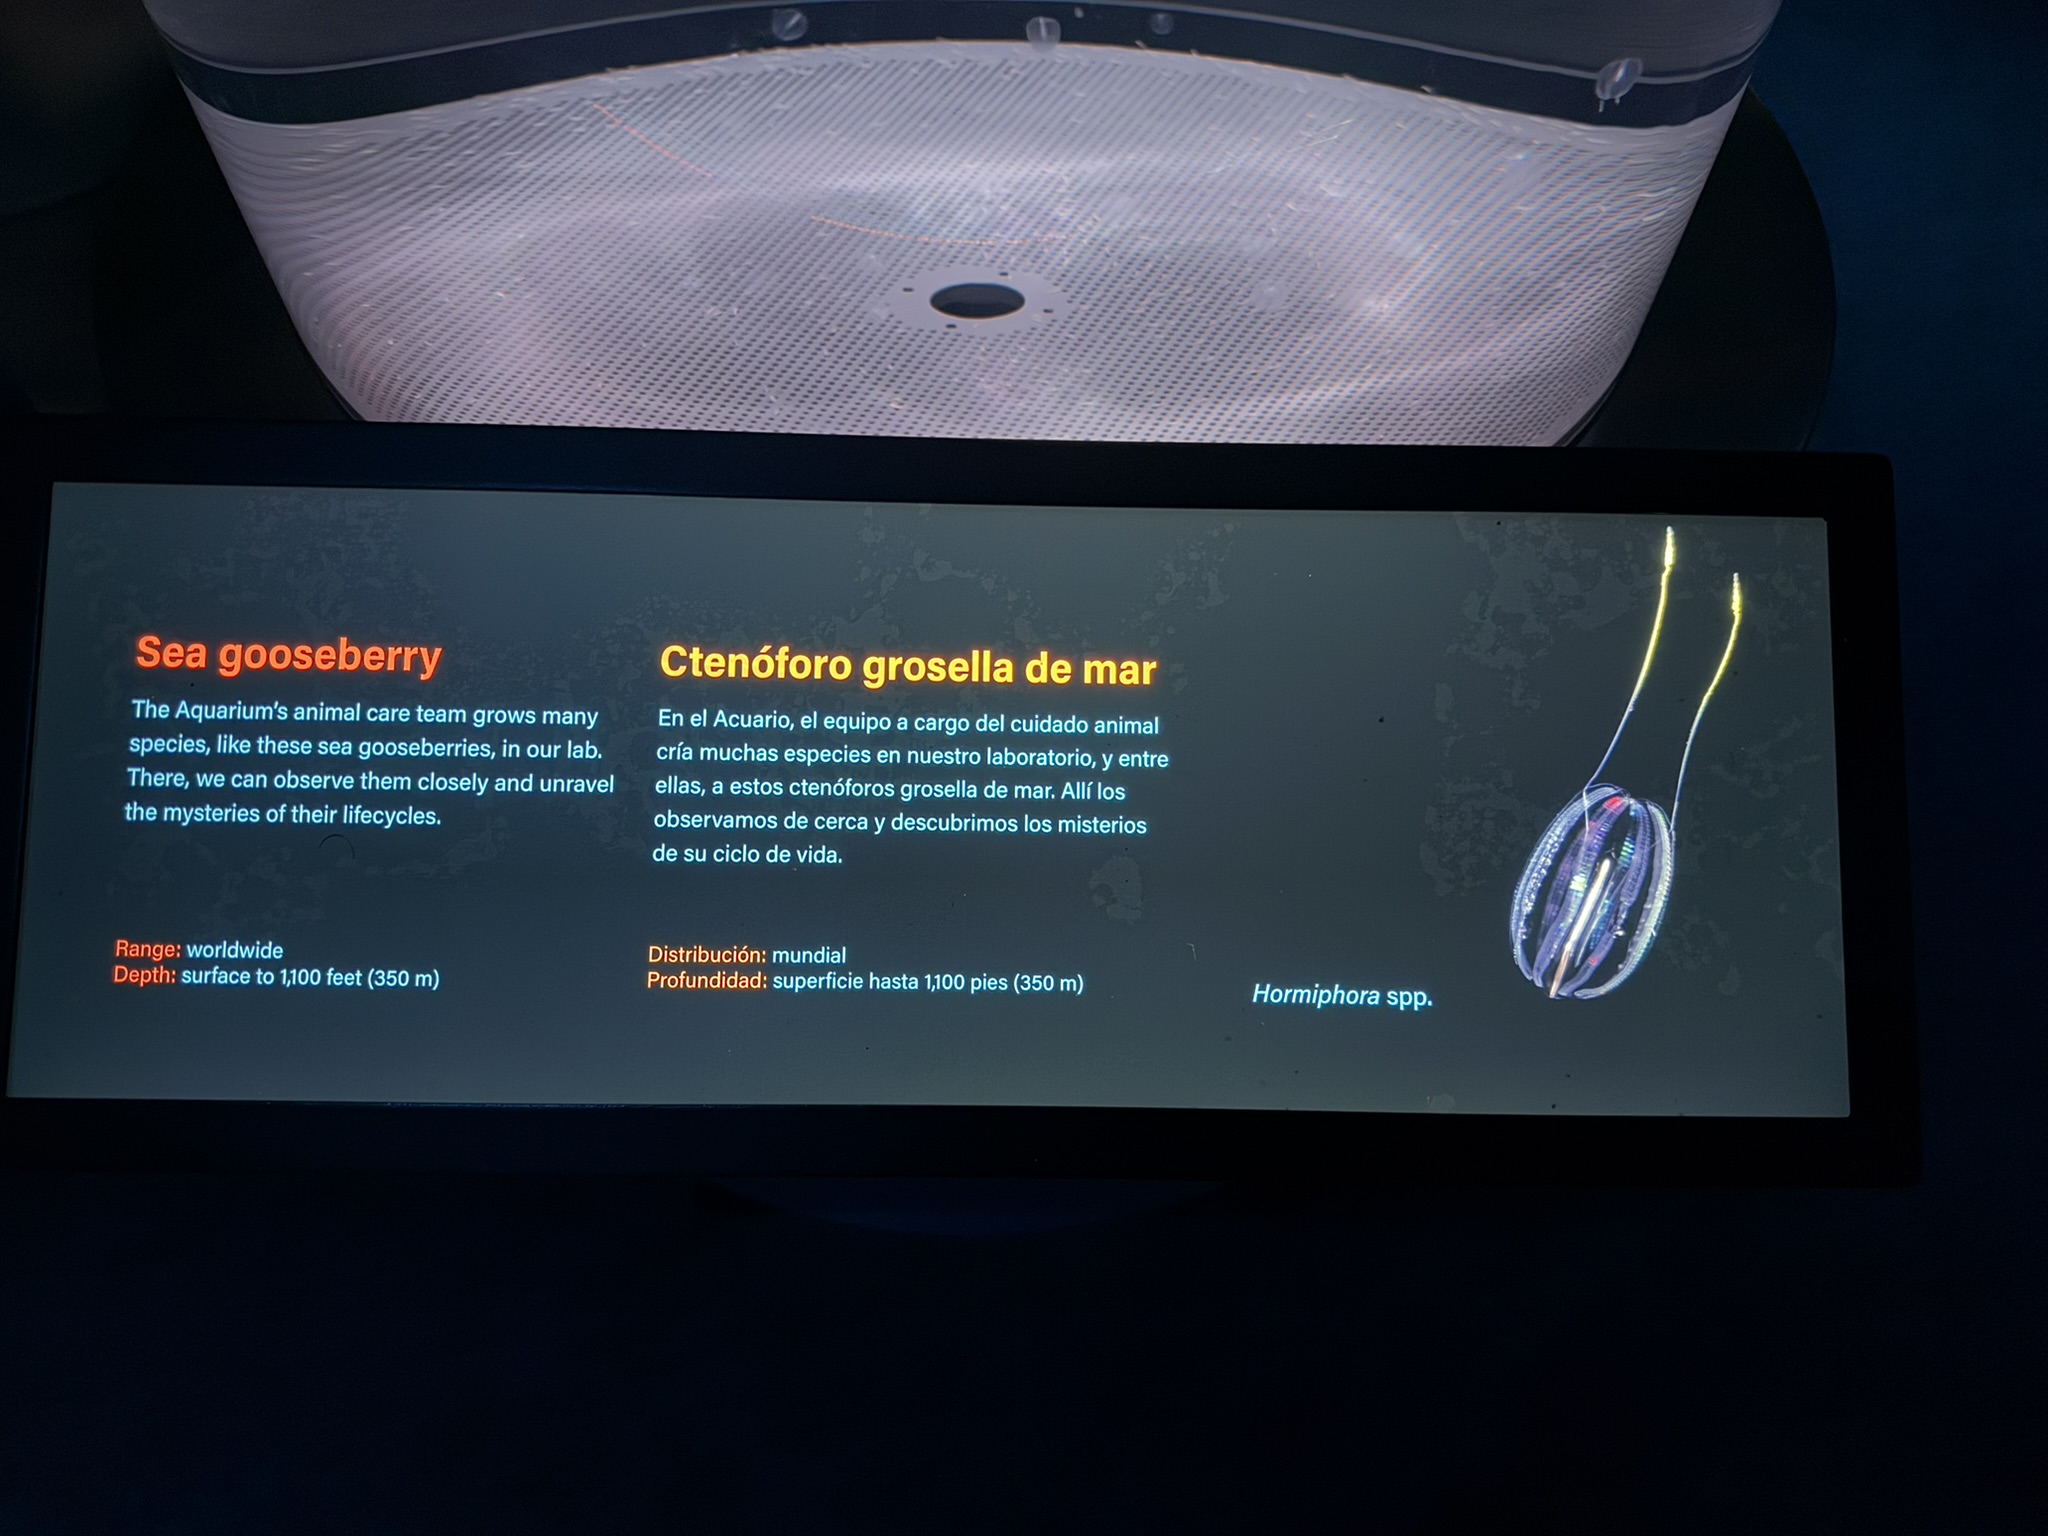 Sea gooseberry
The Aquarium's animal care team grows many
species, like these sea gooseberries, in our lab.
There, we can observe them closely and unravel
the mysteries of their lifecycles.
Range: worldwide
Depth: surface to 1,100 feet (350 m)
Ctenóforo grosella de mar
En el Acuario, el equipo a cargo del cuidado animal
cría muchas especies en nuestro laboratorio, y entre
ellas, a estos ctenóforos grosella de mar. Allí los
observamos de cerca y descubrimos los misterios
de su ciclo de vida.
Distribución: mundial
Profundidad: superficie hasta 1,100 pies (350 m)
Hormiphora spp.